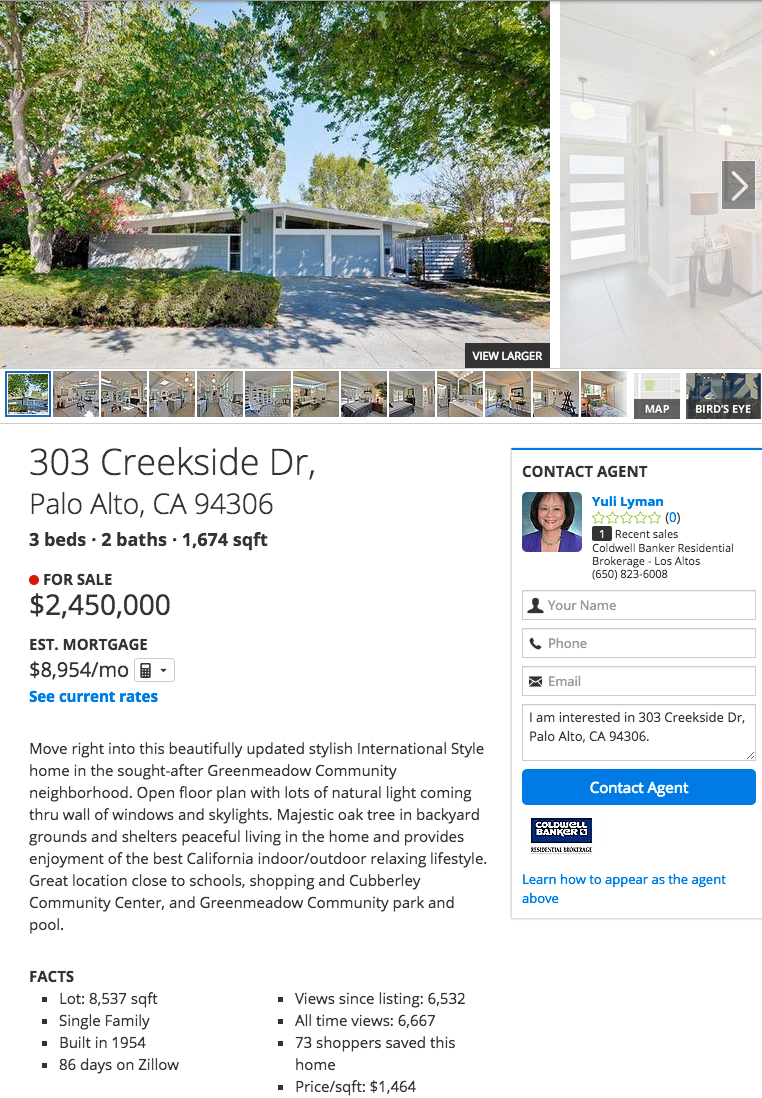 VIEW LARGER
MAP
BIRD'S EYE
303 Creekside Dr,
Palo Alto, CA 94306
3 beds · 2 baths · 1,674 sqft
FOR SALE
$2,450,000
EST. MORTGAGE
$8,954/mo
See current rates
Move right into this beautifully updated stylish International Style
home in the sought-after Greenmeadow Community
neighborhood. Open floor plan with lots of natural light coming
thru wall of windows and skylights. Majestic oak tree in backyard
grounds and shelters peaceful living in the home and provides
enjoyment of the best California indoor/outdoor relaxing lifestyle.
Great location close to schools, shopping and Cubberley
Community Center, and Greenmeadow Community park and
pool.
FACTS
Lot: 8,537 sqft
Single Family
Built in 1954
86 days on Zillow
Views since listing: 6,532
All time views: 6,667
73 shoppers saved this
home
Price/sqft: $1,464
CONTACT AGENT
Yuli Lyman
(0)
1 Recent sales
Coldwell Banker Residential
Brokerage - Los Altos
(650) 823-6008
Your Name
Phone
Email
I am interested in 303 Creekside Dr,
Palo Alto, CA 94306.
Contact Agent
COLDWELL
BANKER
RESIDENTIAL BROKERAGE
Learn how to appear as the agent
above